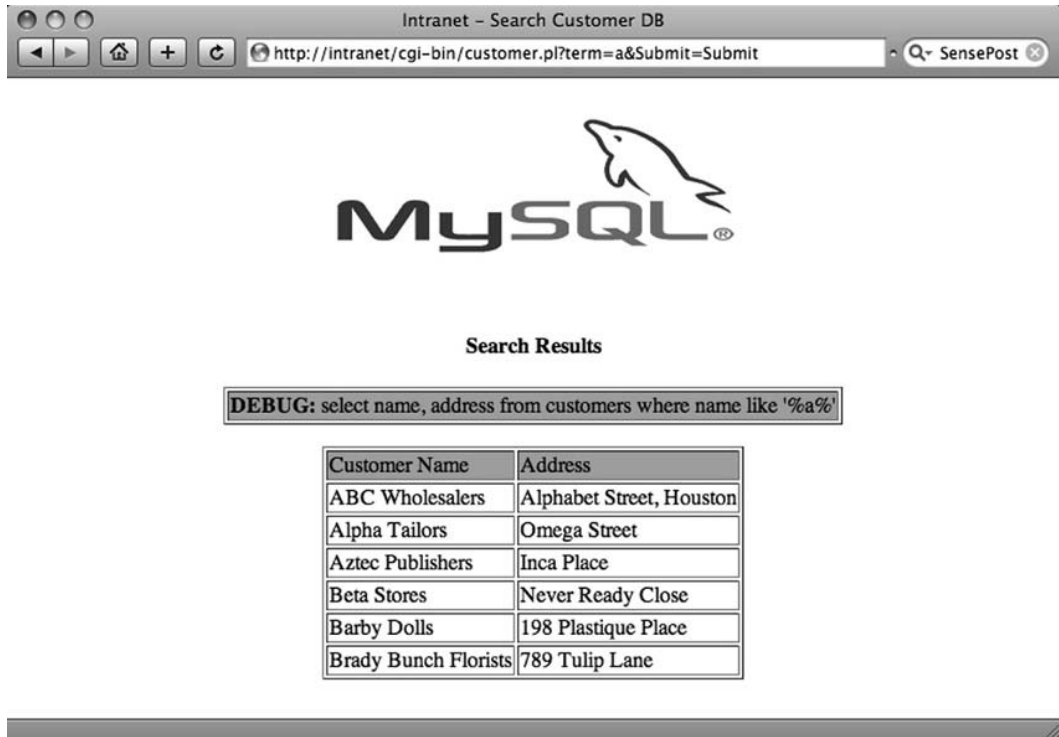 Intranet – Search Customer DB
http://intranet/cgi-bin/customer.pl?term=a&Submit=Submit
SensePost
MySQL®
Search Results
DEBUG: select name, address from customers where name like '%a%'
Customer Name Address
ABC Wholesalers Alphabet Street, Houston
Alpha Tailors Omega Street
Aztec Publishers Inca Place
Beta Stores Never Ready Close
Barby Dolls 198 Plastique Place
Brady Bunch Florists 789 Tulip Lane